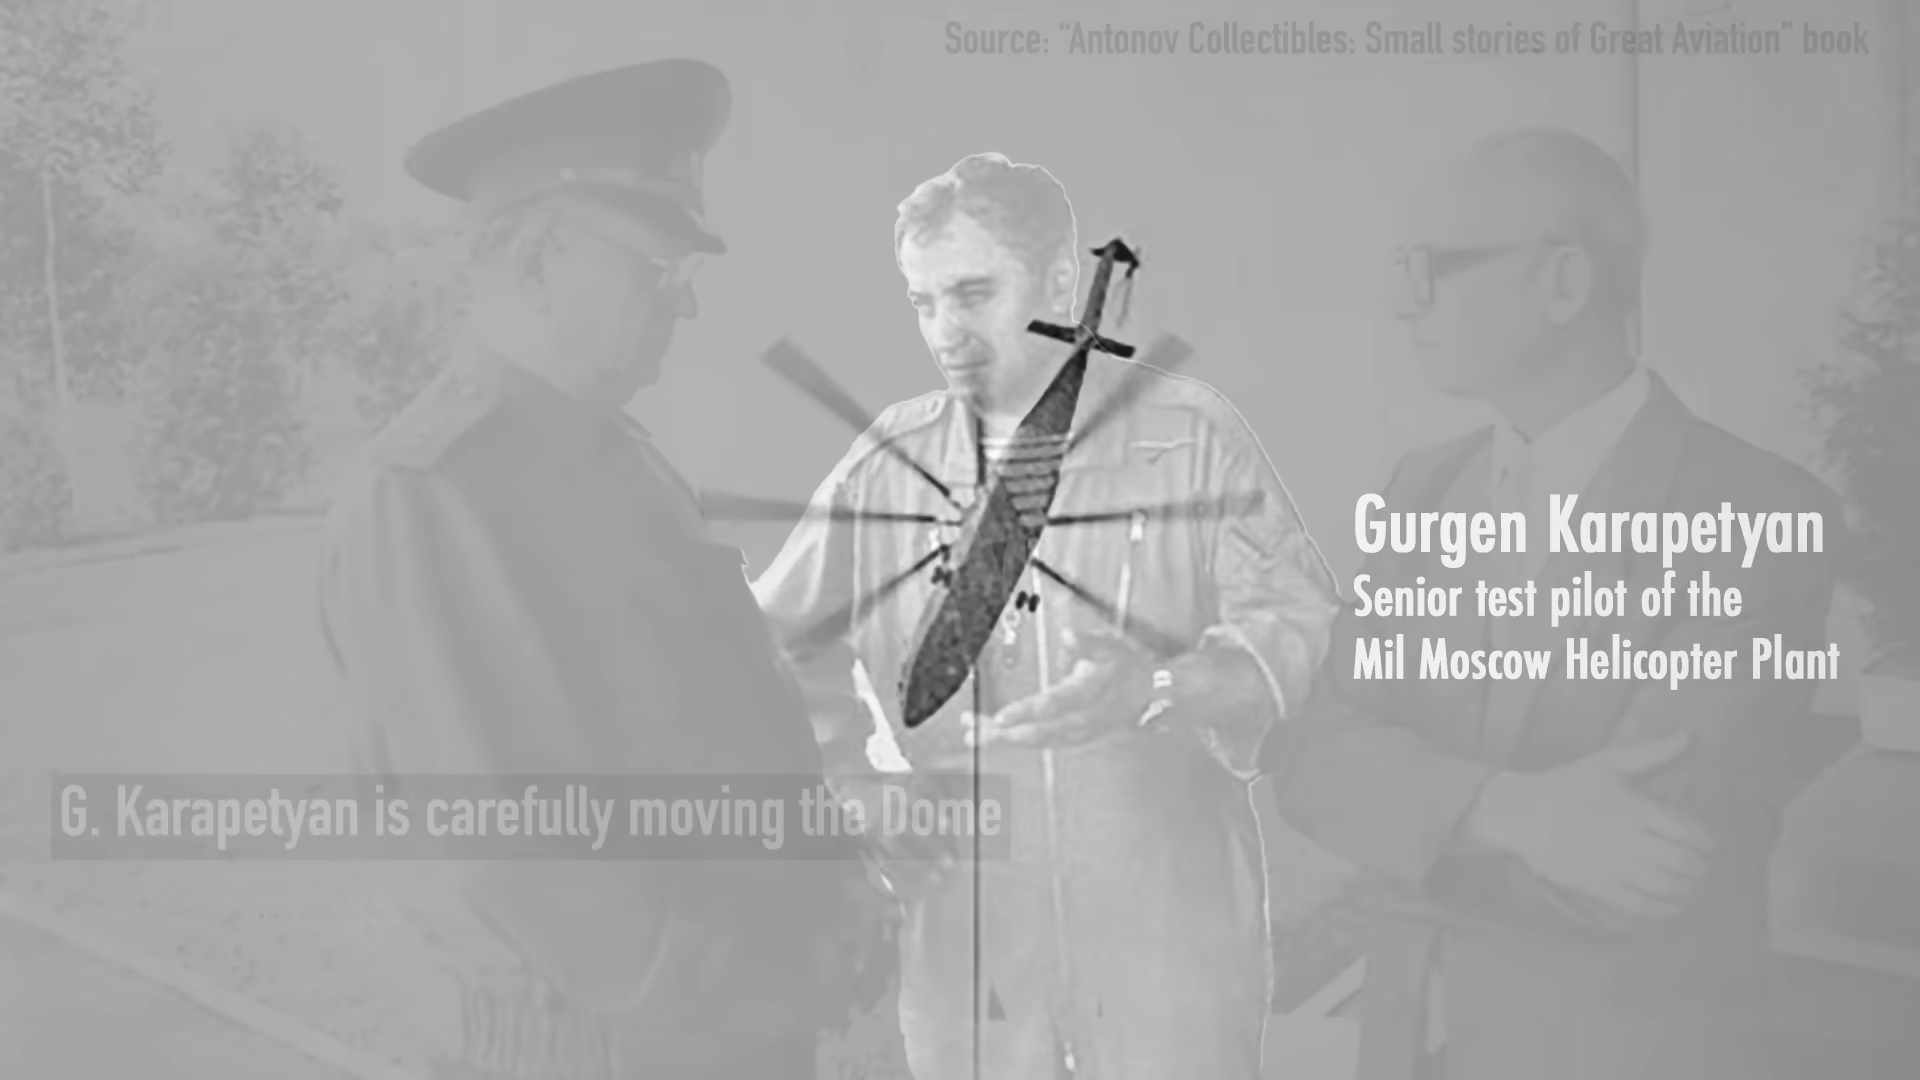 Source: "Antonov Collectibles: Small stories of Great Aviation" book
Gurgen Karapetyan
Senior test pilot of the
Mil Moscow Helicopter Plant
G. Karapetyan is carefully moving the Dome